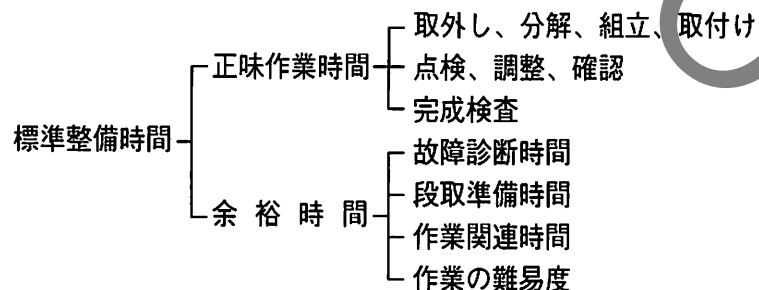 取外し、分解、組立、取付け
正味作業時間
点検、調整、確認
完成検査
標準整備時間
故障診断時間
段取準備時間
余裕時間
作業関連時間
作業の難易度